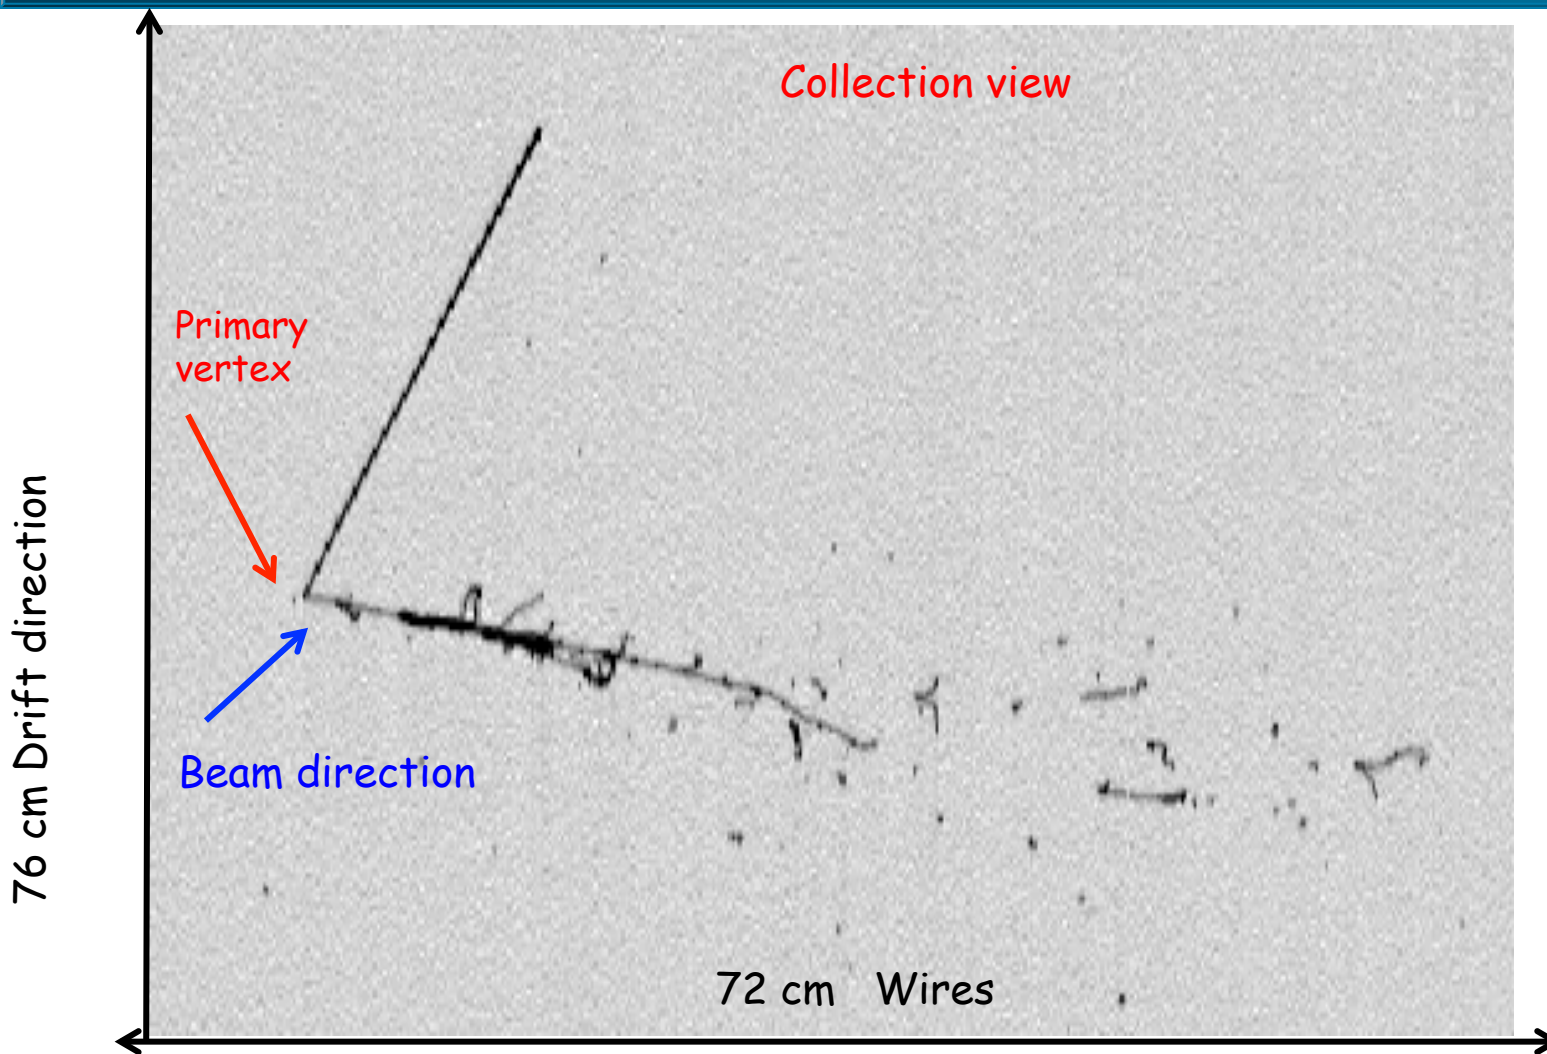 Collection view
Primary
vertex
Beam direction
76 cm Drift direction
72 cm Wires